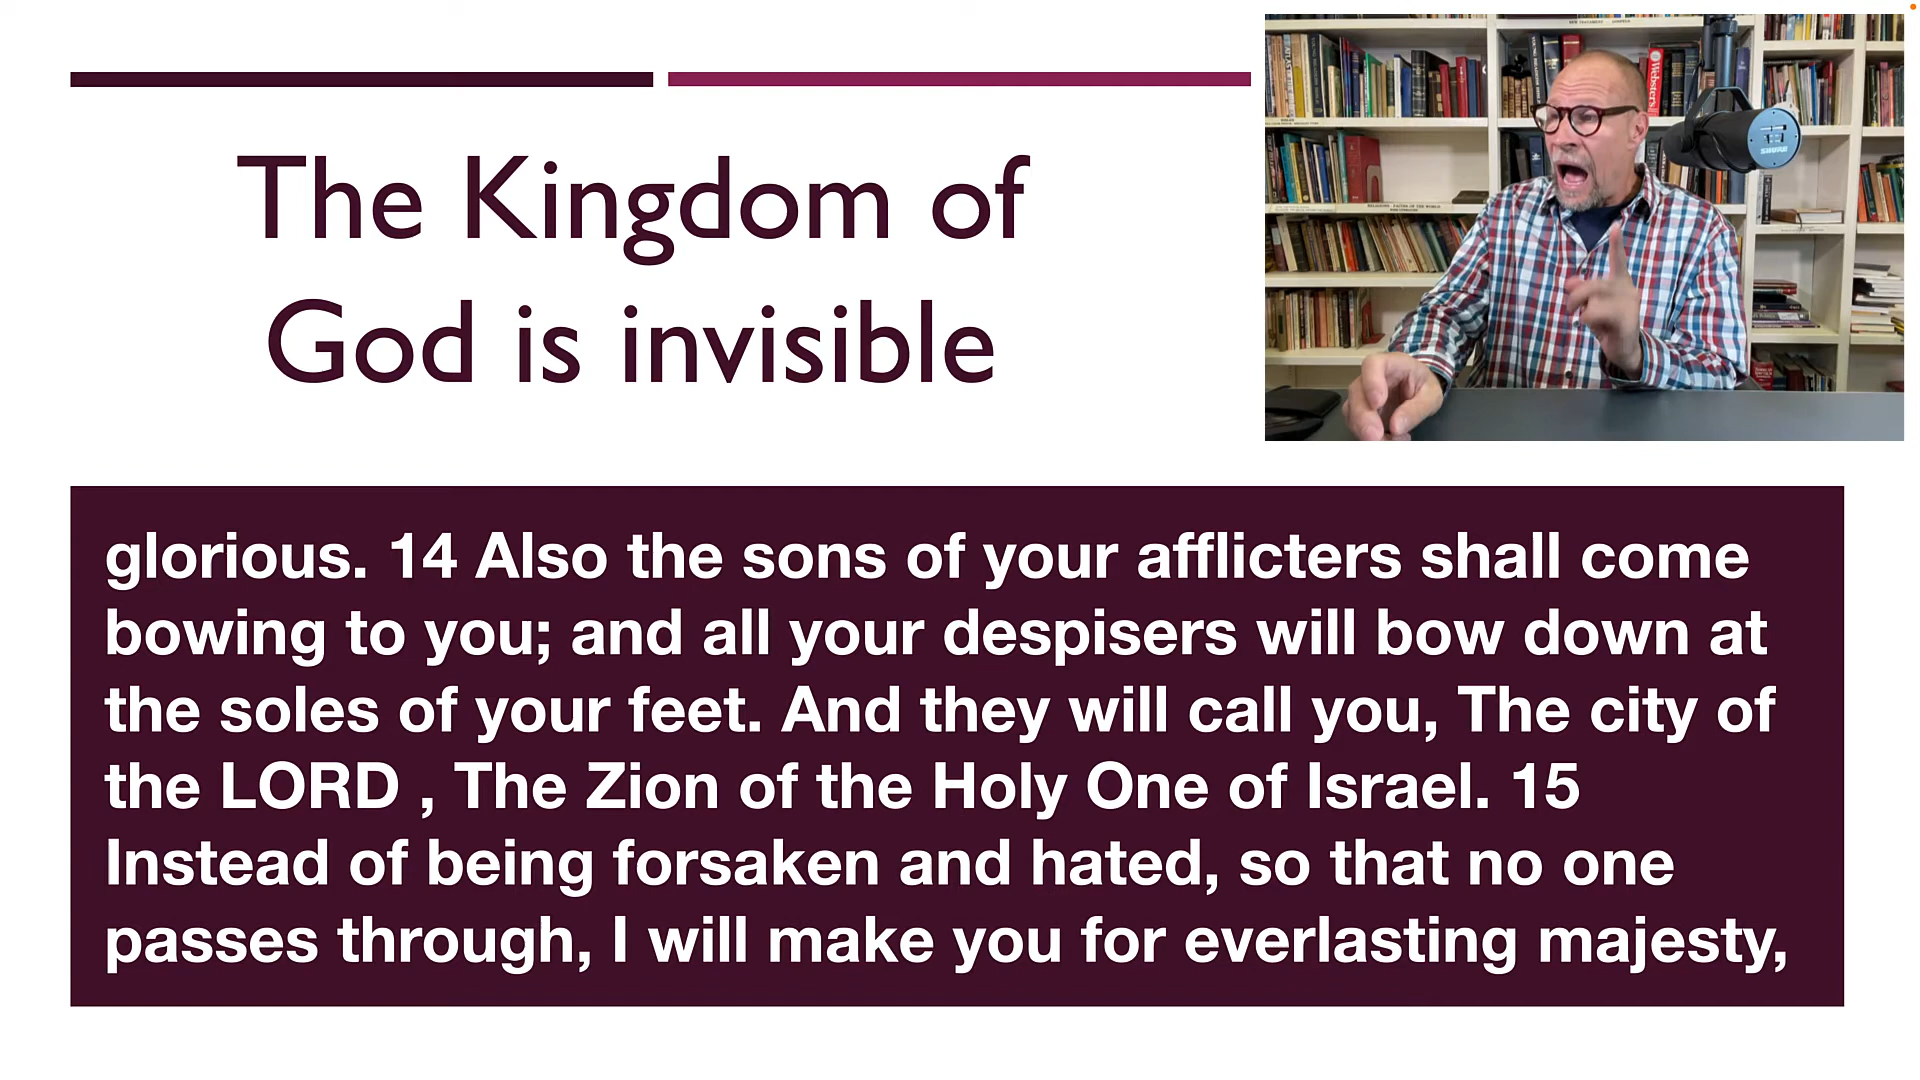 The Kingdom of
God is invisible
Webster's
SHURE
glorious. 14 Also the sons of your afflicters shall come
bowing to you; and all your despisers will bow down at
the soles of your feet. And they will call you, The city of
the LORD , The Zion of the Holy One of Israel. 15
Instead of being forsaken and hated, so that no one
passes through, I will make you for everlasting majesty,